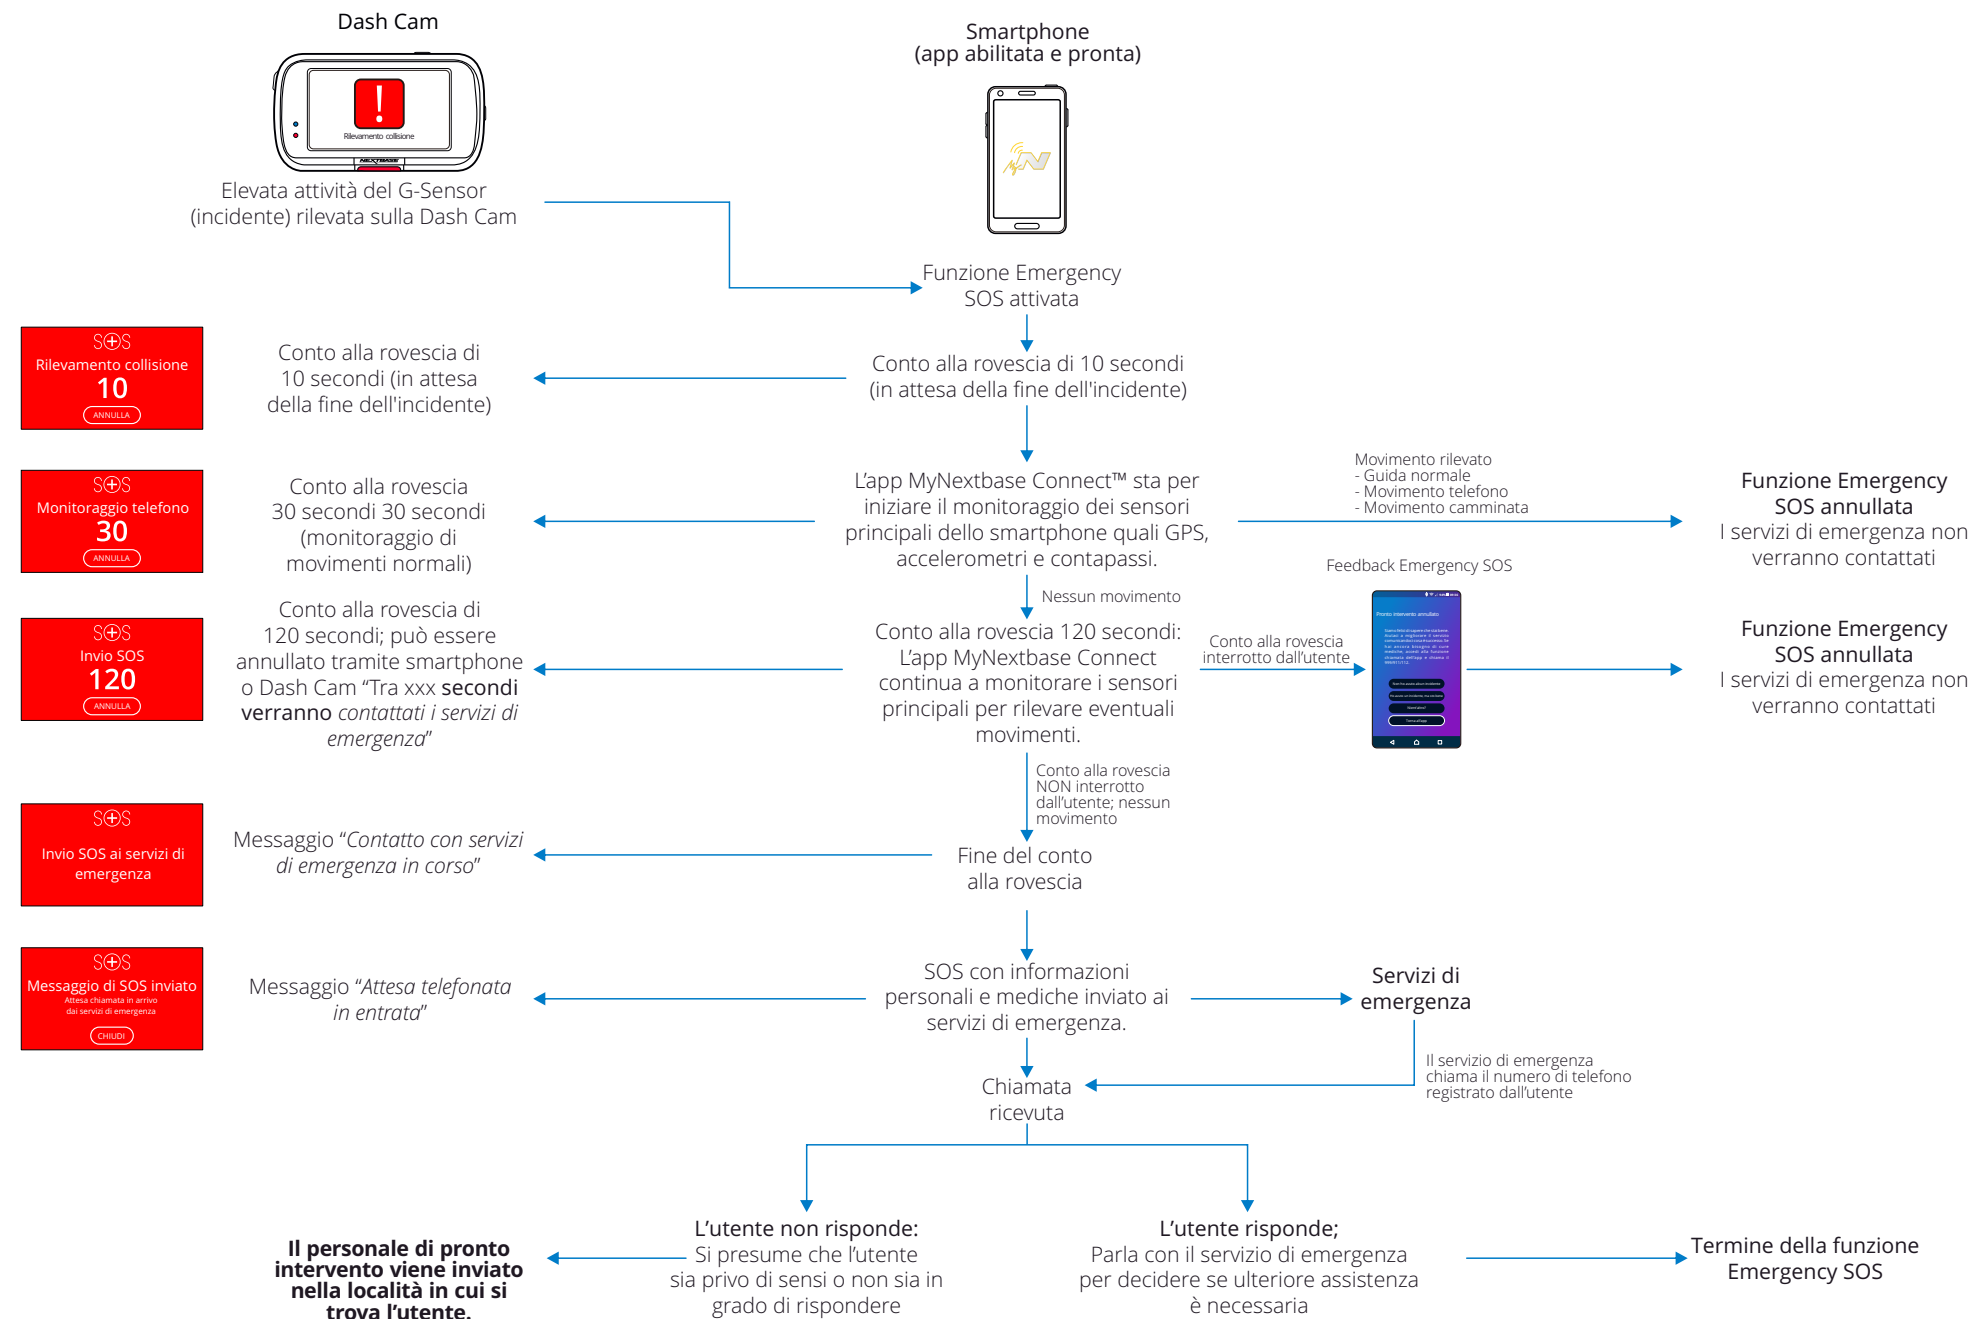 Dash Cam
Smartphone
(app abilitata e pronta)
!
Rilevamento collisione
NEXTBASE
My N
Elevata attività del G-Sensor
(incidente) rilevata sulla Dash Cam
Funzione Emergency
SOS attivata
SOS
Rilevamento collisione
10
ANNULLA
Conto alla rovescia di
10 secondi (in attesa
della fine dell'incidente)
Conto alla rovescia di 10 secondi
(in attesa della fine dell'incidente)
SOS
Monitoraggio telefono
30
ANNULLA
Conto alla rovescia
30 secondi 30 secondi
(monitoraggio di
movimenti normali)
L'app MyNextbase Connect™ sta per
iniziare il monitoraggio dei sensori
principali dello smartphone quali GPS,
accelerometri e contapassi.
Movimento rilevato
- Guida normale
- Movimento telefono
- Movimento camminata
Funzione Emergency
SOS annullata
I servizi di emergenza non
verranno contattati
Nessun movimento
Feedback Emergency SOS
SOS
Invio SOS
120
ANNULLA
Conto alla rovescia di
120 secondi; può essere
annullato tramite smartphone
o Dash Cam “Tra xxx secondi
verranno contattati i servizi di
emergenza”
Conto alla rovescia 120 secondi:
L'app MyNextbase Connect
continua a monitorare i sensori
principali per rilevare eventuali
movimenti.
Conto alla rovescia
interrotto dall'utente
Pronto intervento annullato
Torna all'app
Funzione Emergency
SOS annullata
I servizi di emergenza non
verranno contattati
Conto alla rovescia
NON interrotto
dall'utente; nessun
movimento
SOS
Invio SOS ai servizi di
emergenza
Messaggio “Contatto con servizi
di emergenza in corso”
Fine del conto
alla rovescia
SOS
Messaggio di SOS inviato
Attesa chiamata in arrivo
dai servizi di emergenza
CHIUDI
Messaggio “Attesa telefonata
in entrata”
SOS con informazioni
personali e mediche inviato ai
servizi di emergenza.
Servizi di
emergenza
Il servizio di emergenza
chiama il numero di telefono
registrato dall'utente
Chiamata
ricevuta
Il personale di pronto
intervento viene inviato
nella località in cui si
trova l'utente.
L'utente non risponde:
Si presume che l'utente
sia privo di sensi o non sia in
grado di rispondere
L'utente risponde;
Parla con il servizio di emergenza
per decidere se ulteriore assistenza
è necessaria
Termine della funzione
Emergency SOS